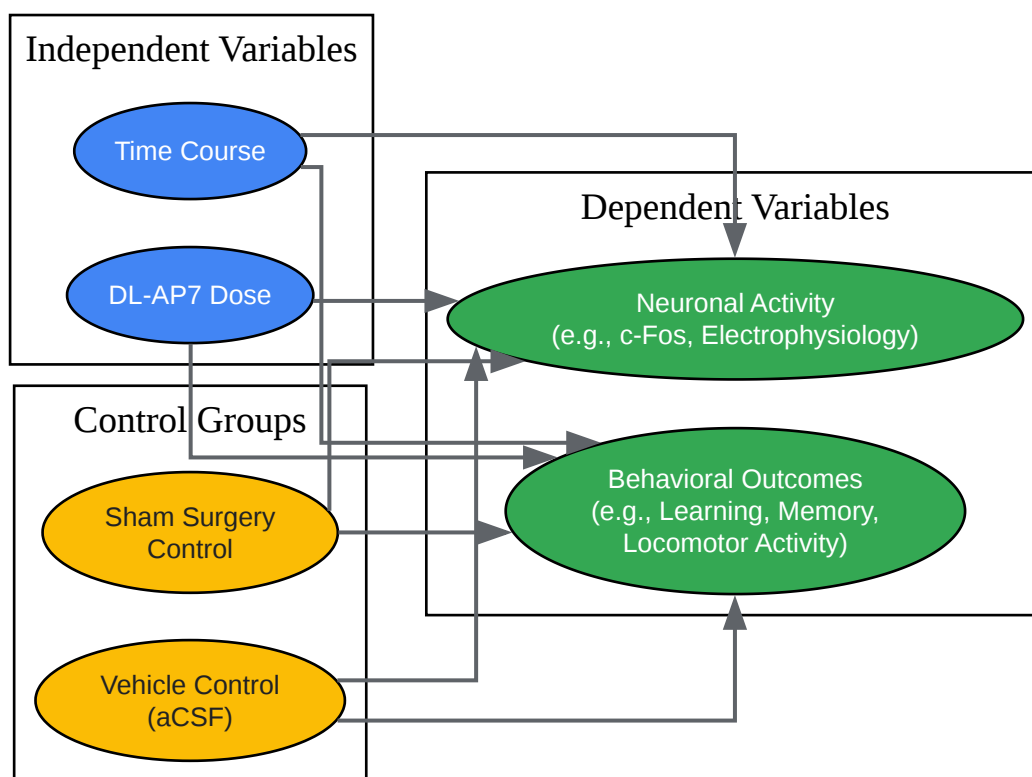 Independent Variables
Time Course
DL-AP7 Dose
Control Groups
Sham Surgery
Control
Vehicle Control
(aCSF)
Dependent Variables
Neuronal Activity
(e.g., c-Fos, Electrophysiology)
Behavioral Outcomes
(e.g., Learning, Memory,
Locomotor Activity)